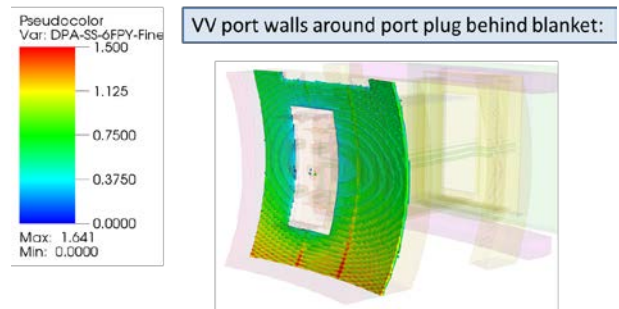 Pseudocolor
Var: DPA-SS-6FPY-Fine
1.500
1.125
0.7500
0.3750
0.0000
Max: 1.641
Min: 0.0000
VV port walls around port plug behind blanket: